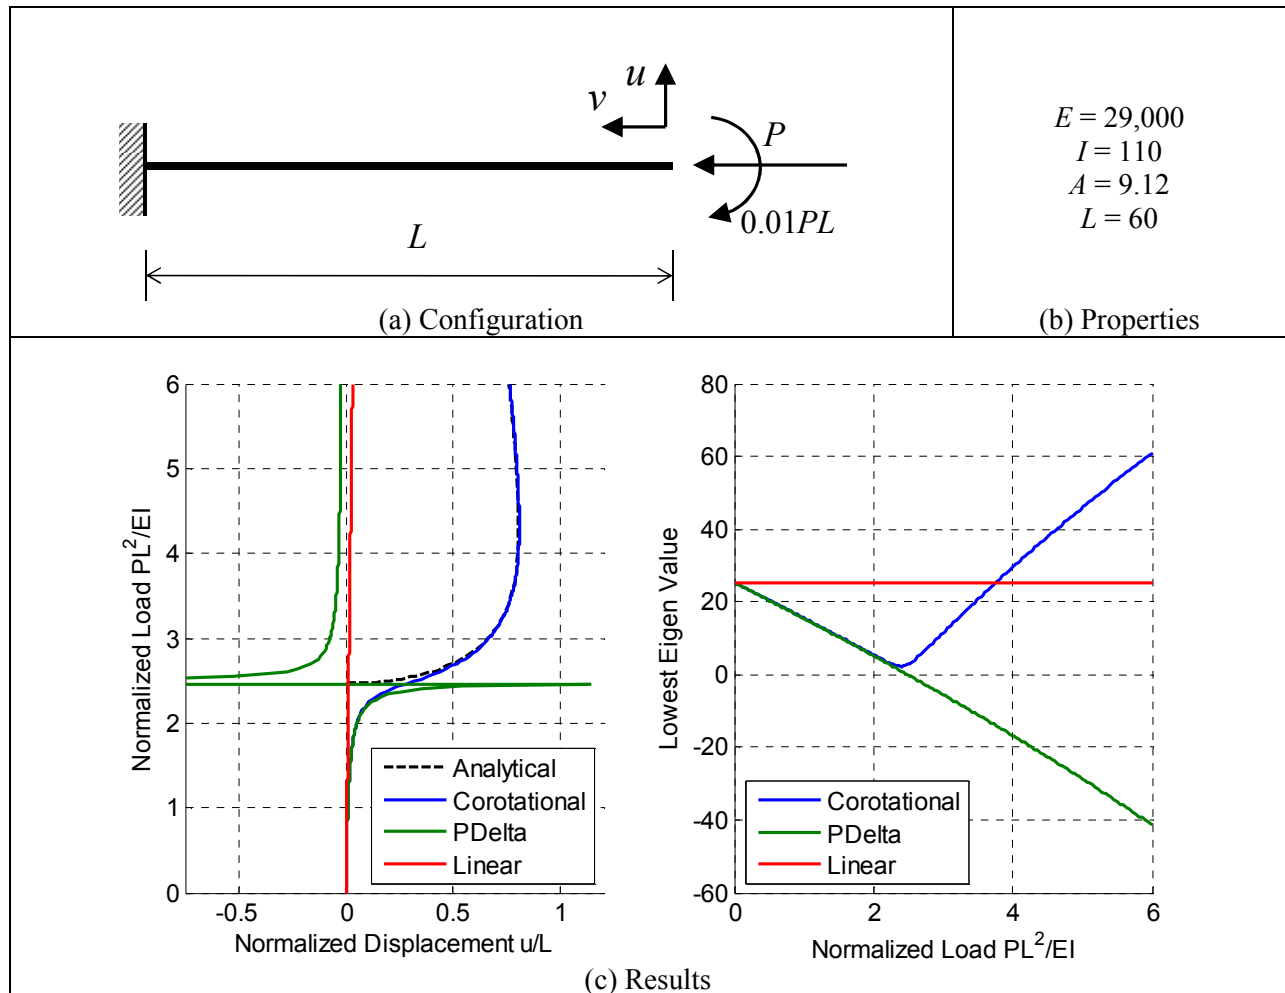 u
v
P
0.01PL
L
(a) Configuration
E = 29,000
I = 110
A = 9.12
L = 60
(b) Properties
6
5
4
3
2
1
0
Normalized Load PL²/EI
-0.5 0 0.5 1
Normalized Displacement u/L
Analytical
Corotational
PDelta
Linear
80
60
40
20
0
-20
-40
-60
Lowest Eigen Value
0 2 4 6
Normalized Load PL²/EI
Corotational
PDelta
Linear
(c) Results